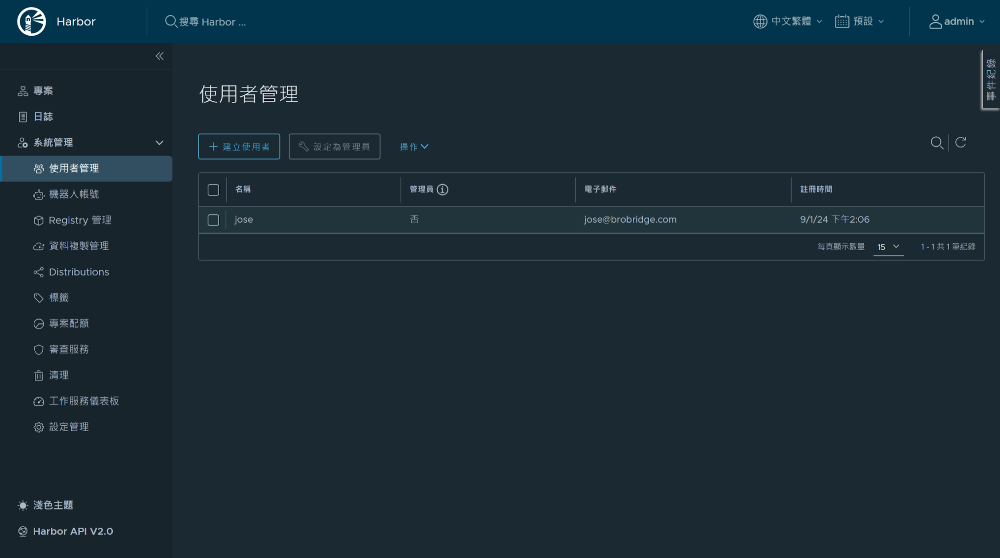 Harbor
搜尋 Harbor ...
中文繁體
預設
admin
事件紀錄
專案
日誌
系統管理
使用者管理
機器人帳號
Registry 管理
資料複製管理
Distributions
標籤
專案配額
審查服務
清理
工作服務儀表板
設定管理
淺色主題
Harbor API V2.0
使用者管理
建立使用者
設定為管理員
操作
名稱 管理員 電子郵件 註冊時間
jose 否 jose@brobridge.com 9/1/24 下午2:06
每頁顯示數量 15 1 - 1 共 1 筆紀錄